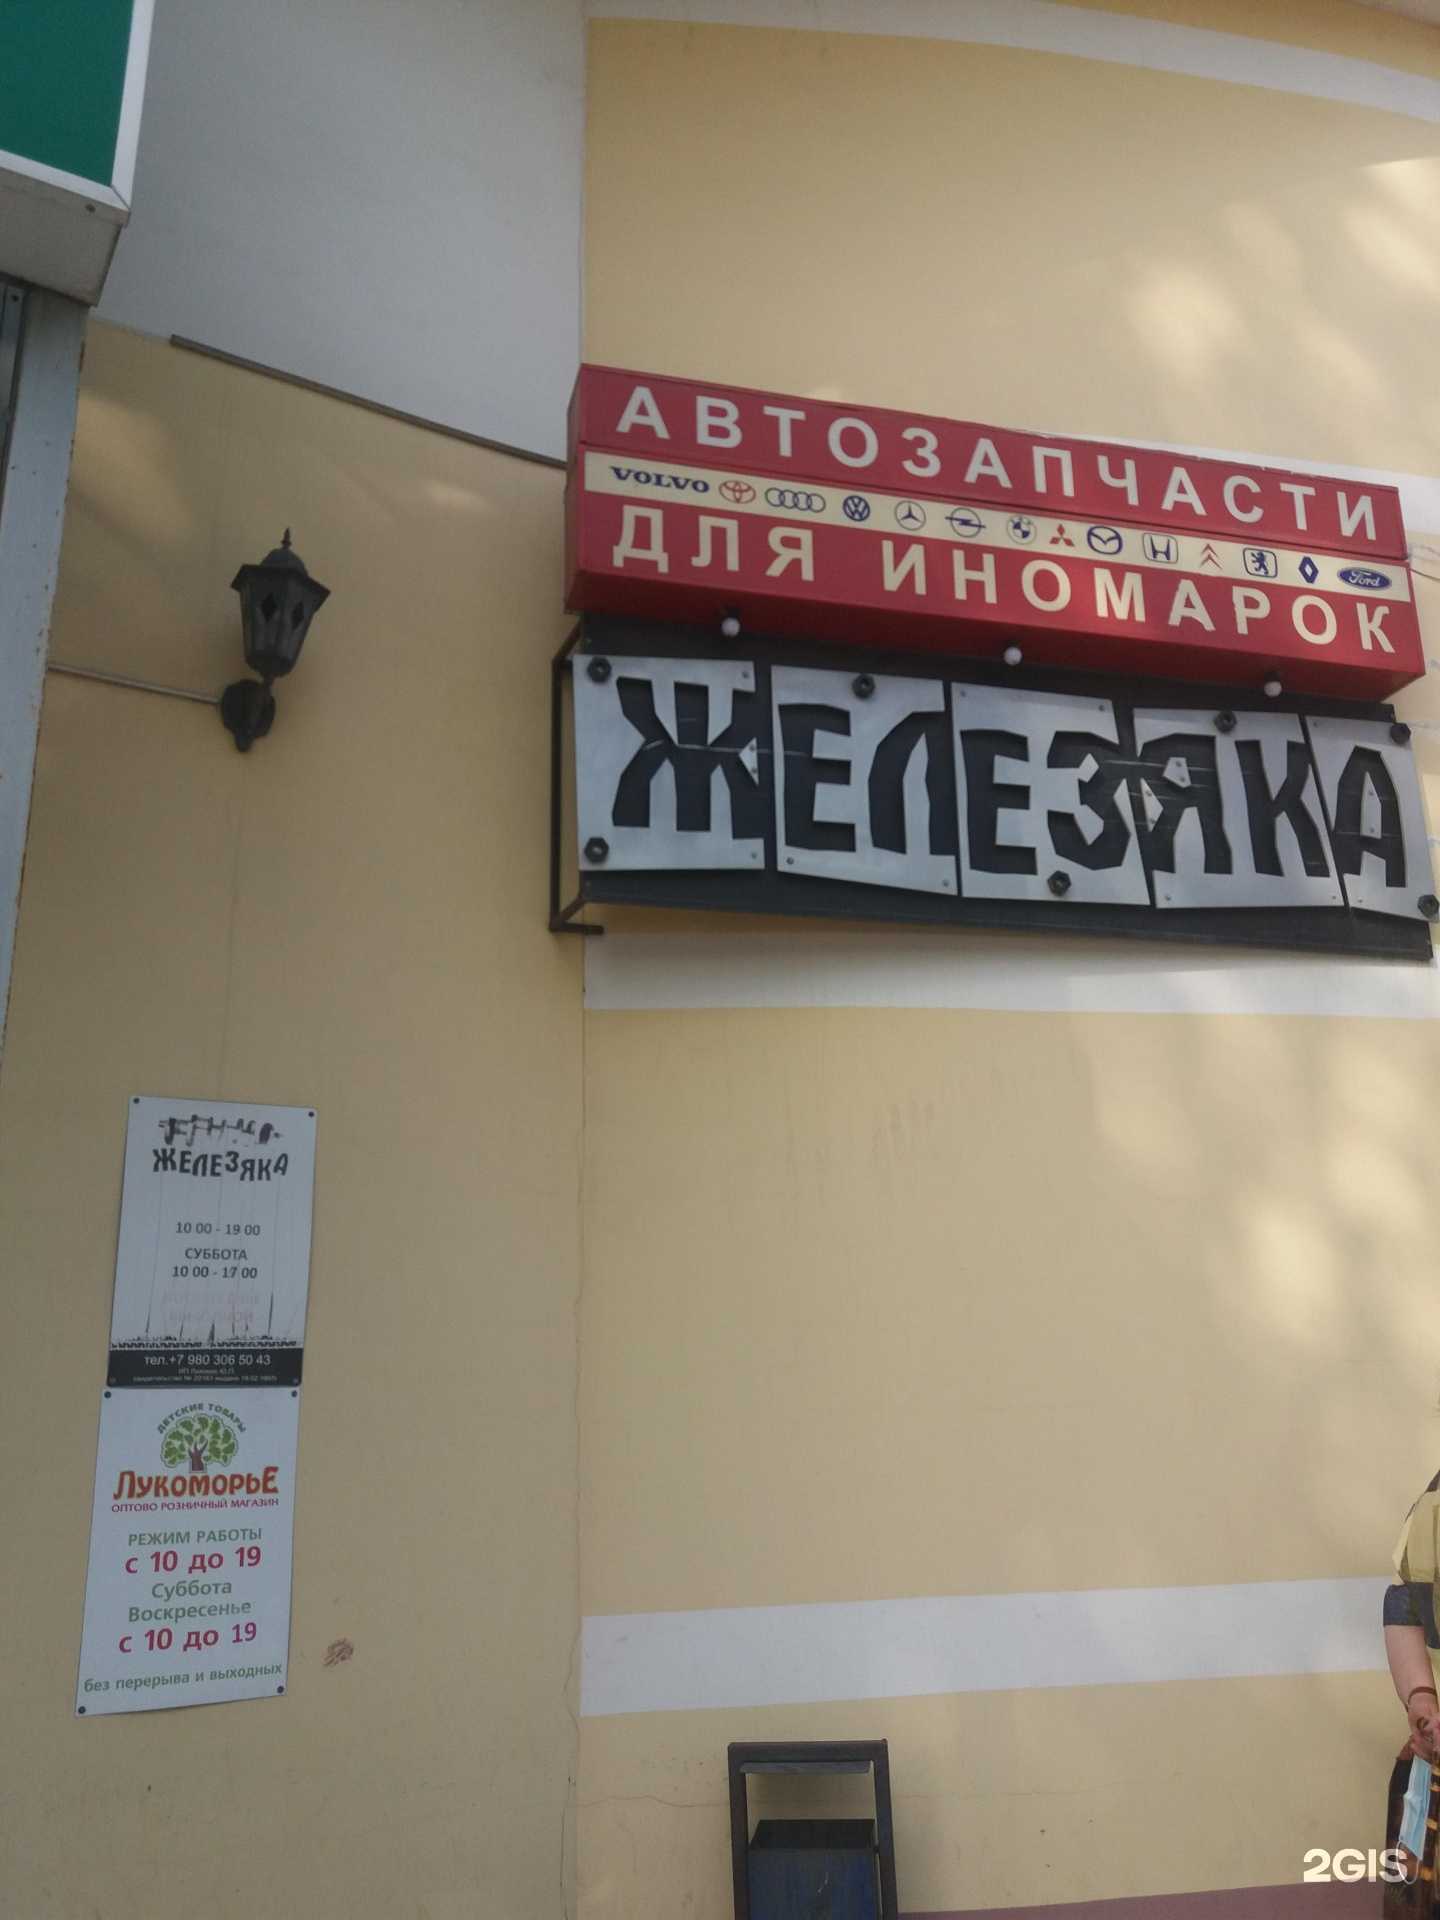 АВТОЗАПЧАСТИ
VOLVO Ford
ДЛЯ ИНОМАРОК
ЖЕЛЕЗЯКА
ЖЕЛЕЗЯКА
10 00 - 19 00
СУББОТА
10 00 - 17 00
тел.+7 980 306 50 43
ДЕТСКИЕ ТОВАРЫ
ЛУКОМОРЬЕ
ОПТОВО РОЗНИЧНЫЙ МАГАЗИН
РЕЖИМ РАБОТЫ
с 10 до 19
Суббота
Воскресенье
с 10 до 19
без перерыва и выходных
2GIS